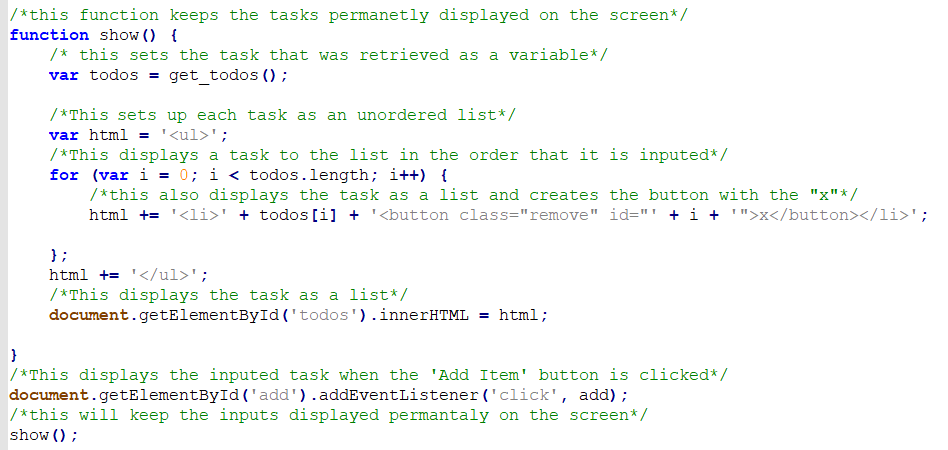 /*this function keeps the tasks permanetly displayed on the screen*/
function show() {
    /* this sets the task that was retrieved as a variable*/
    var todos = get_todos();

    /*This sets up each task as an unordered list*/
    var html = '<ul>';
    /*This displays a task to the list in the order that it is inputed*/
    for (var i = 0; i < todos.length; i++) {
        /*this also displays the task as a list and creates the button with the "x"*/
        html += '<li>' + todos[i] + '<button class="remove" id="' + i + '">x</button></li>';

    };
    html += '</ul>';
    /*This displays the task as a list*/
    document.getElementById('todos').innerHTML = html;

}
/*This displays the inputed task when the 'Add Item' button is clicked*/
document.getElementById('add').addEventListener('click', add);
/*this will keep the inputs displayed permantaly on the screen*/
show();